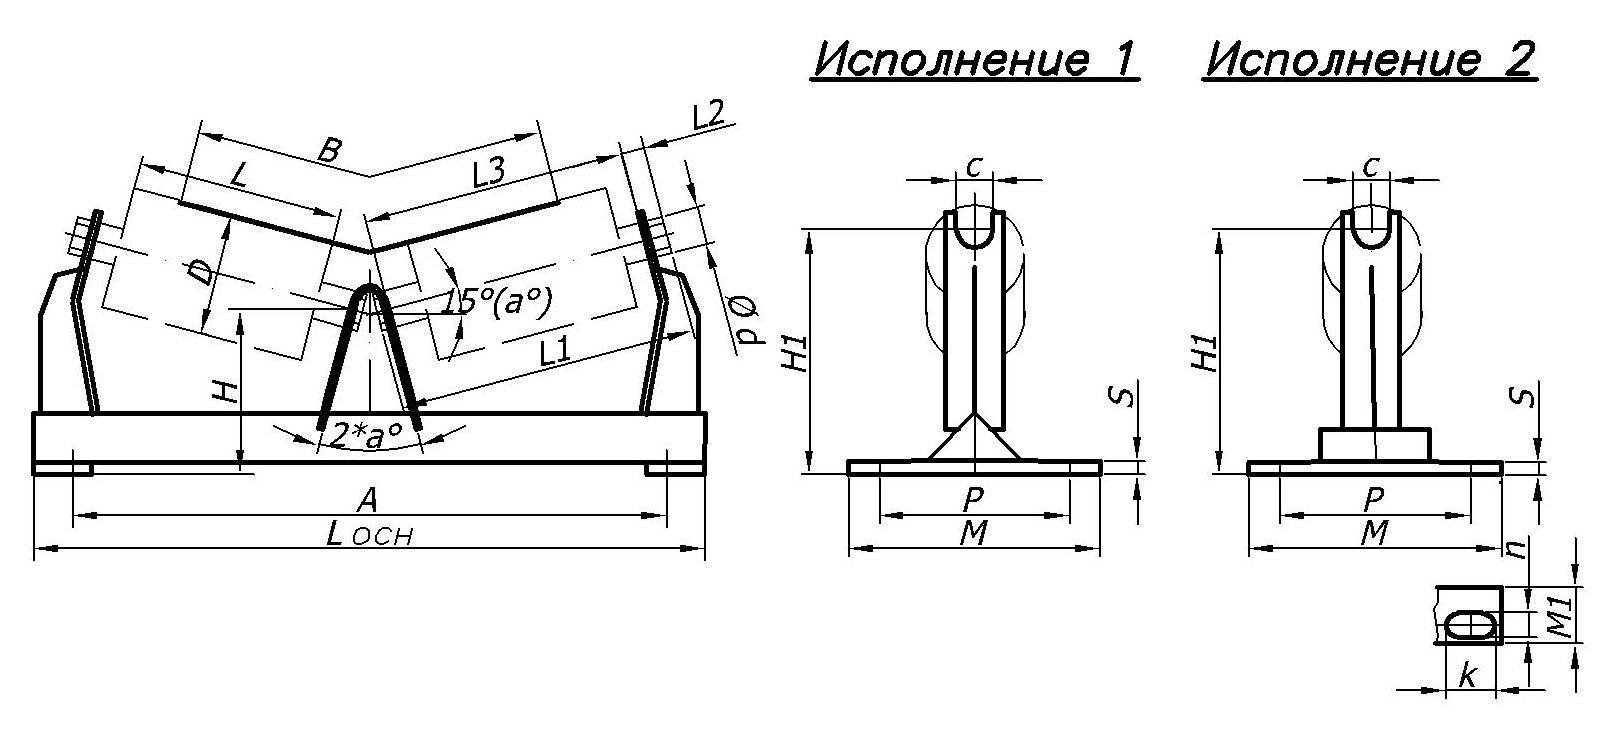 Исполнение 1
Исполнение 2
L2
B
L
L3
c
c
D
15°(a°)
d Ø
L1
H
H1
H1
S
S
2*a°
A
P
P
L осн
M
M
n
M1
k